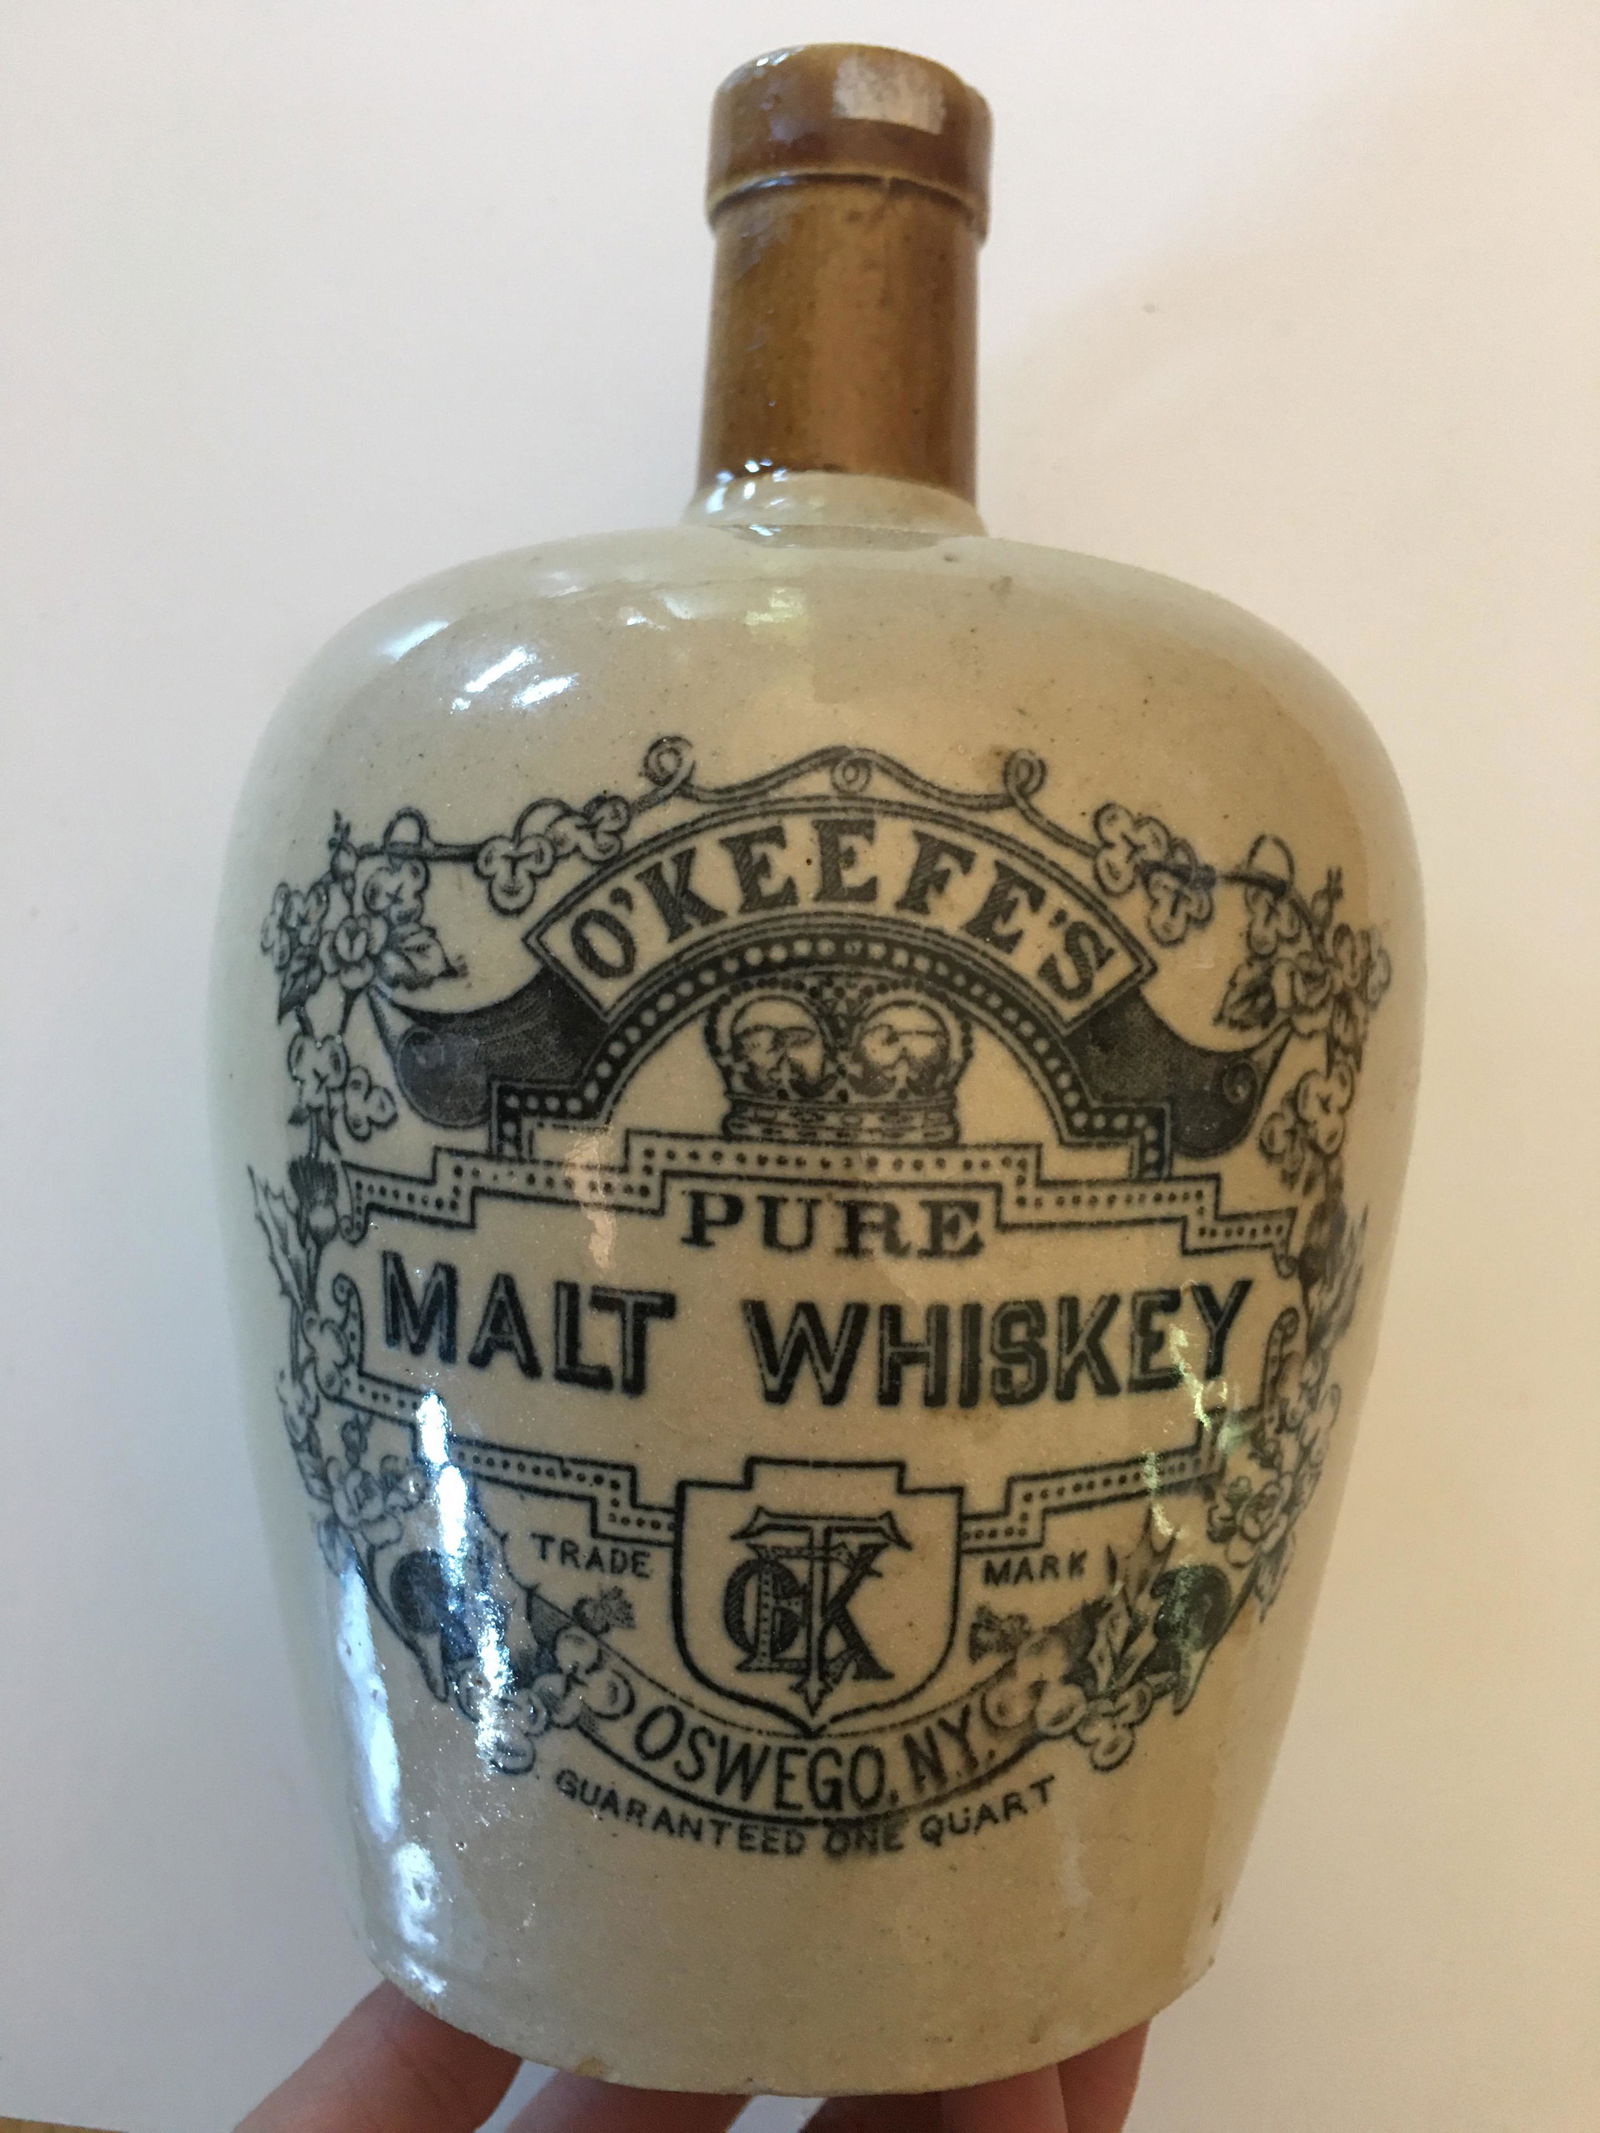 O'KEEFE'S
PURE
MALT WHISKEY
TRADE MARK
OSWEGO, N.Y.
GUARANTEED ONE QUART